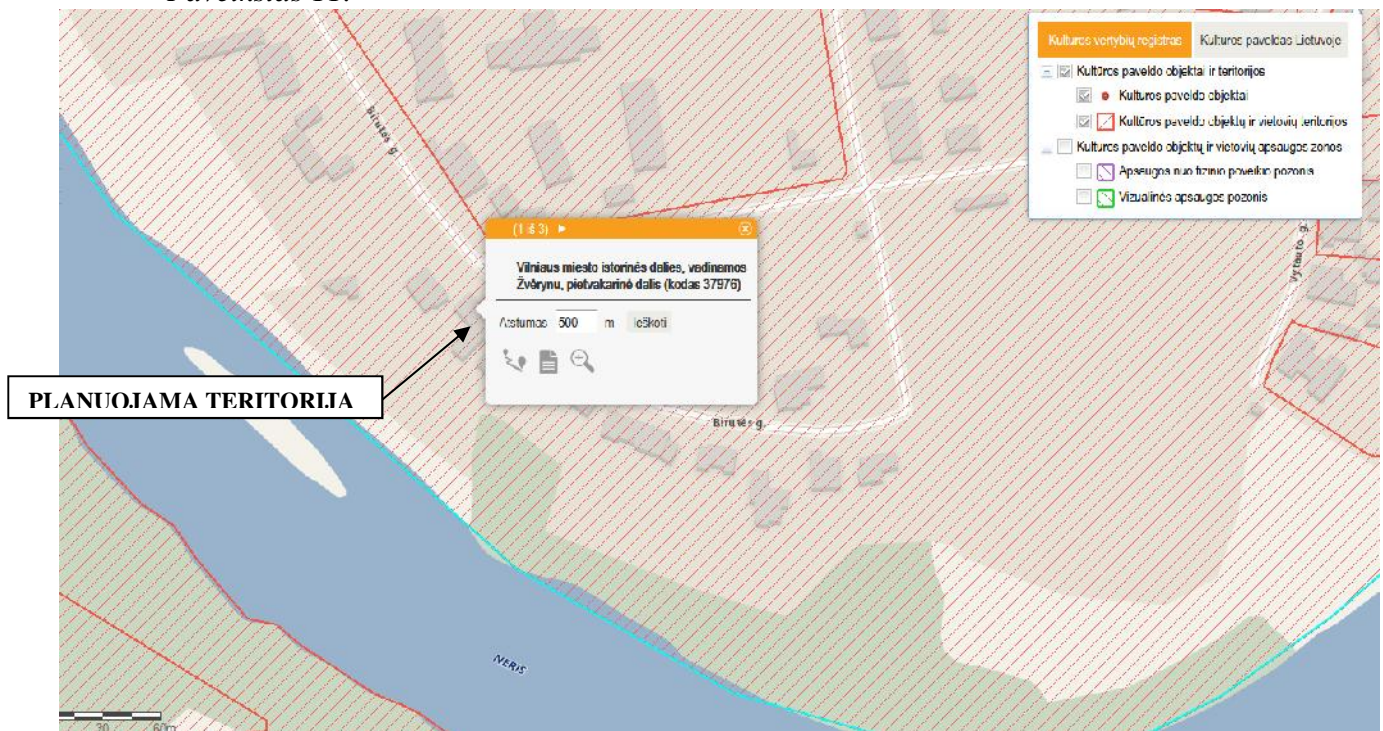 Paveikslas 11.
Kultūros vertybių registras
Kultūros paveldas Lietuvoje
Kultūros paveldo objektai ir teritorijos
Kultūros paveldo objektai
Kultūros paveldo objektų ir vietovių teritorijos
Kultūros paveldo objektų ir vietovių apsaugos zonos
Apsaugos nuo fizinio poveikio pozonis
Vizualinės apsaugos pozonis
Birutės g.
Vytauto g.
(1 iš 3)
Vilniaus miesto istorinės dalies, vadinamos
Žvėrynu, pietvakarinė dalis (kodas 37976)
Atstumas 500 m Ieškoti
PLANUOJAMA TERITORIJA
Birutės g.
NERIS
30 60m